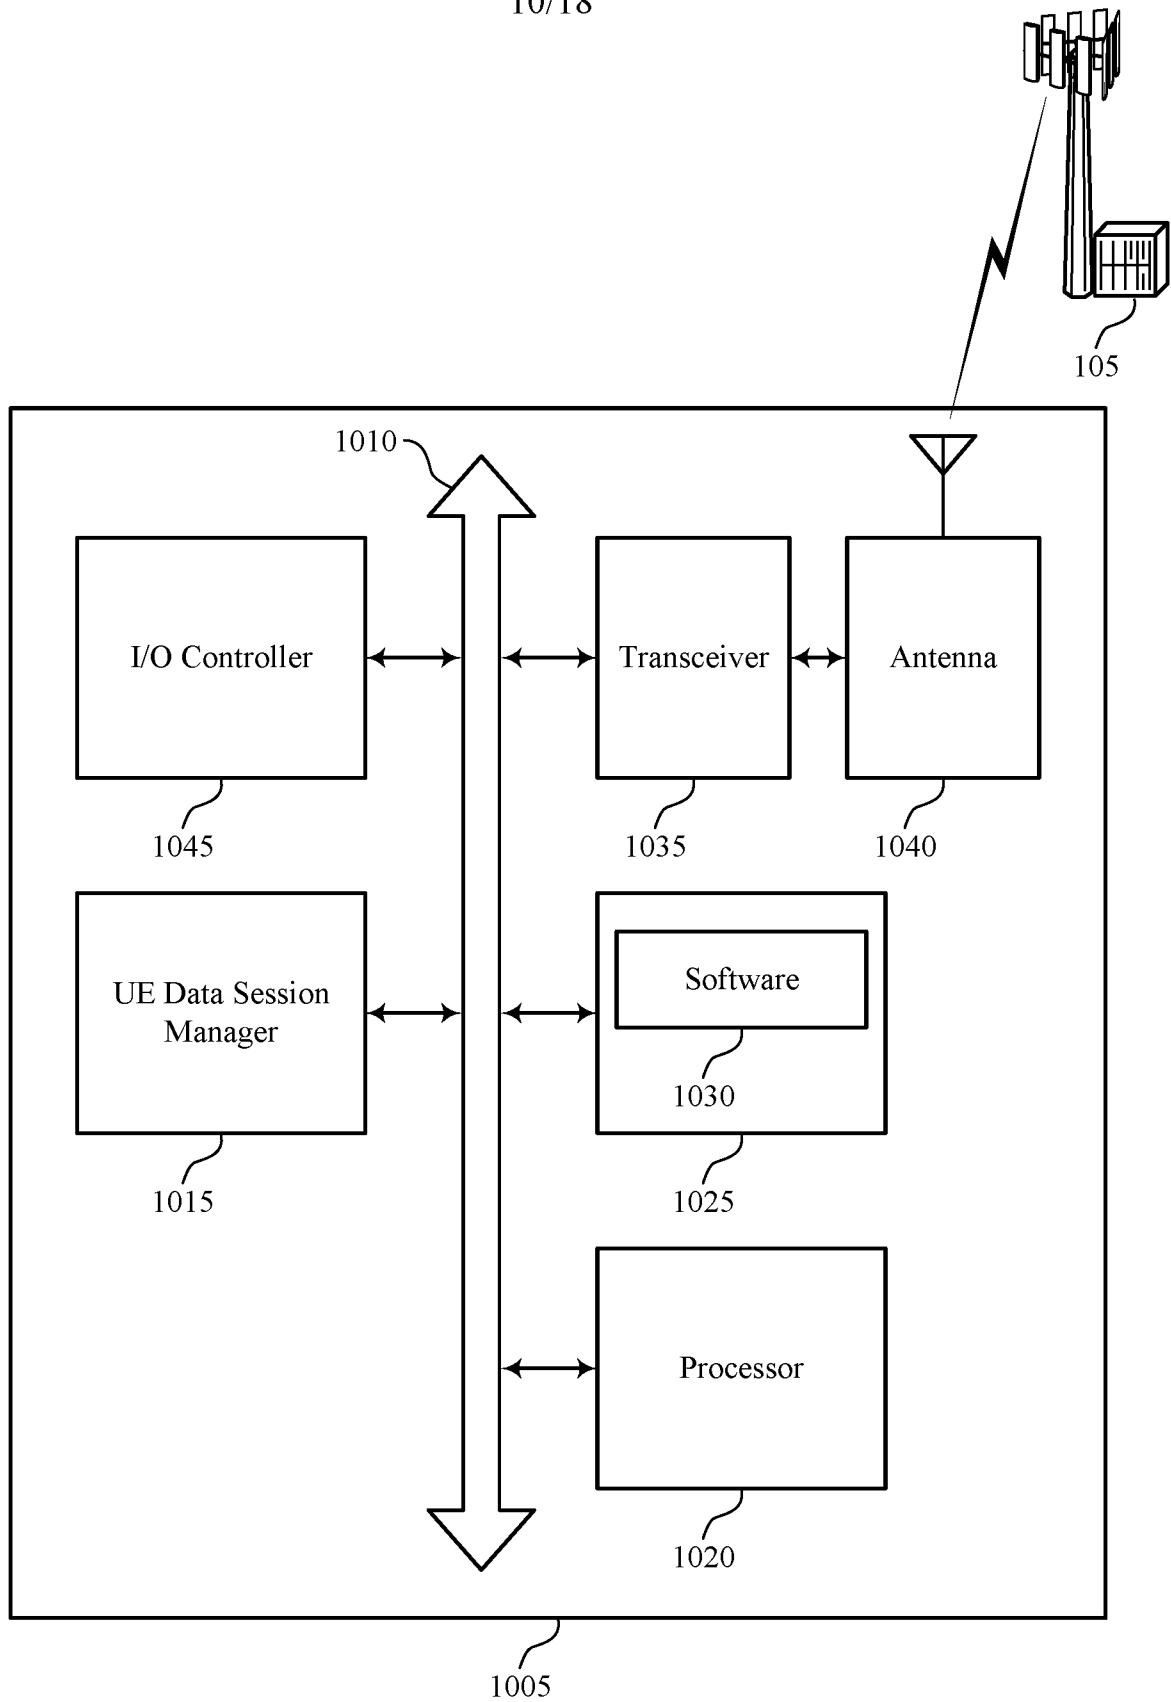 10/18
105
1010
I/O Controller
Transceiver
Antenna
1045
1035
1040
UE Data Session
Manager
Software
1030
1015
1025
Processor
1020
1005